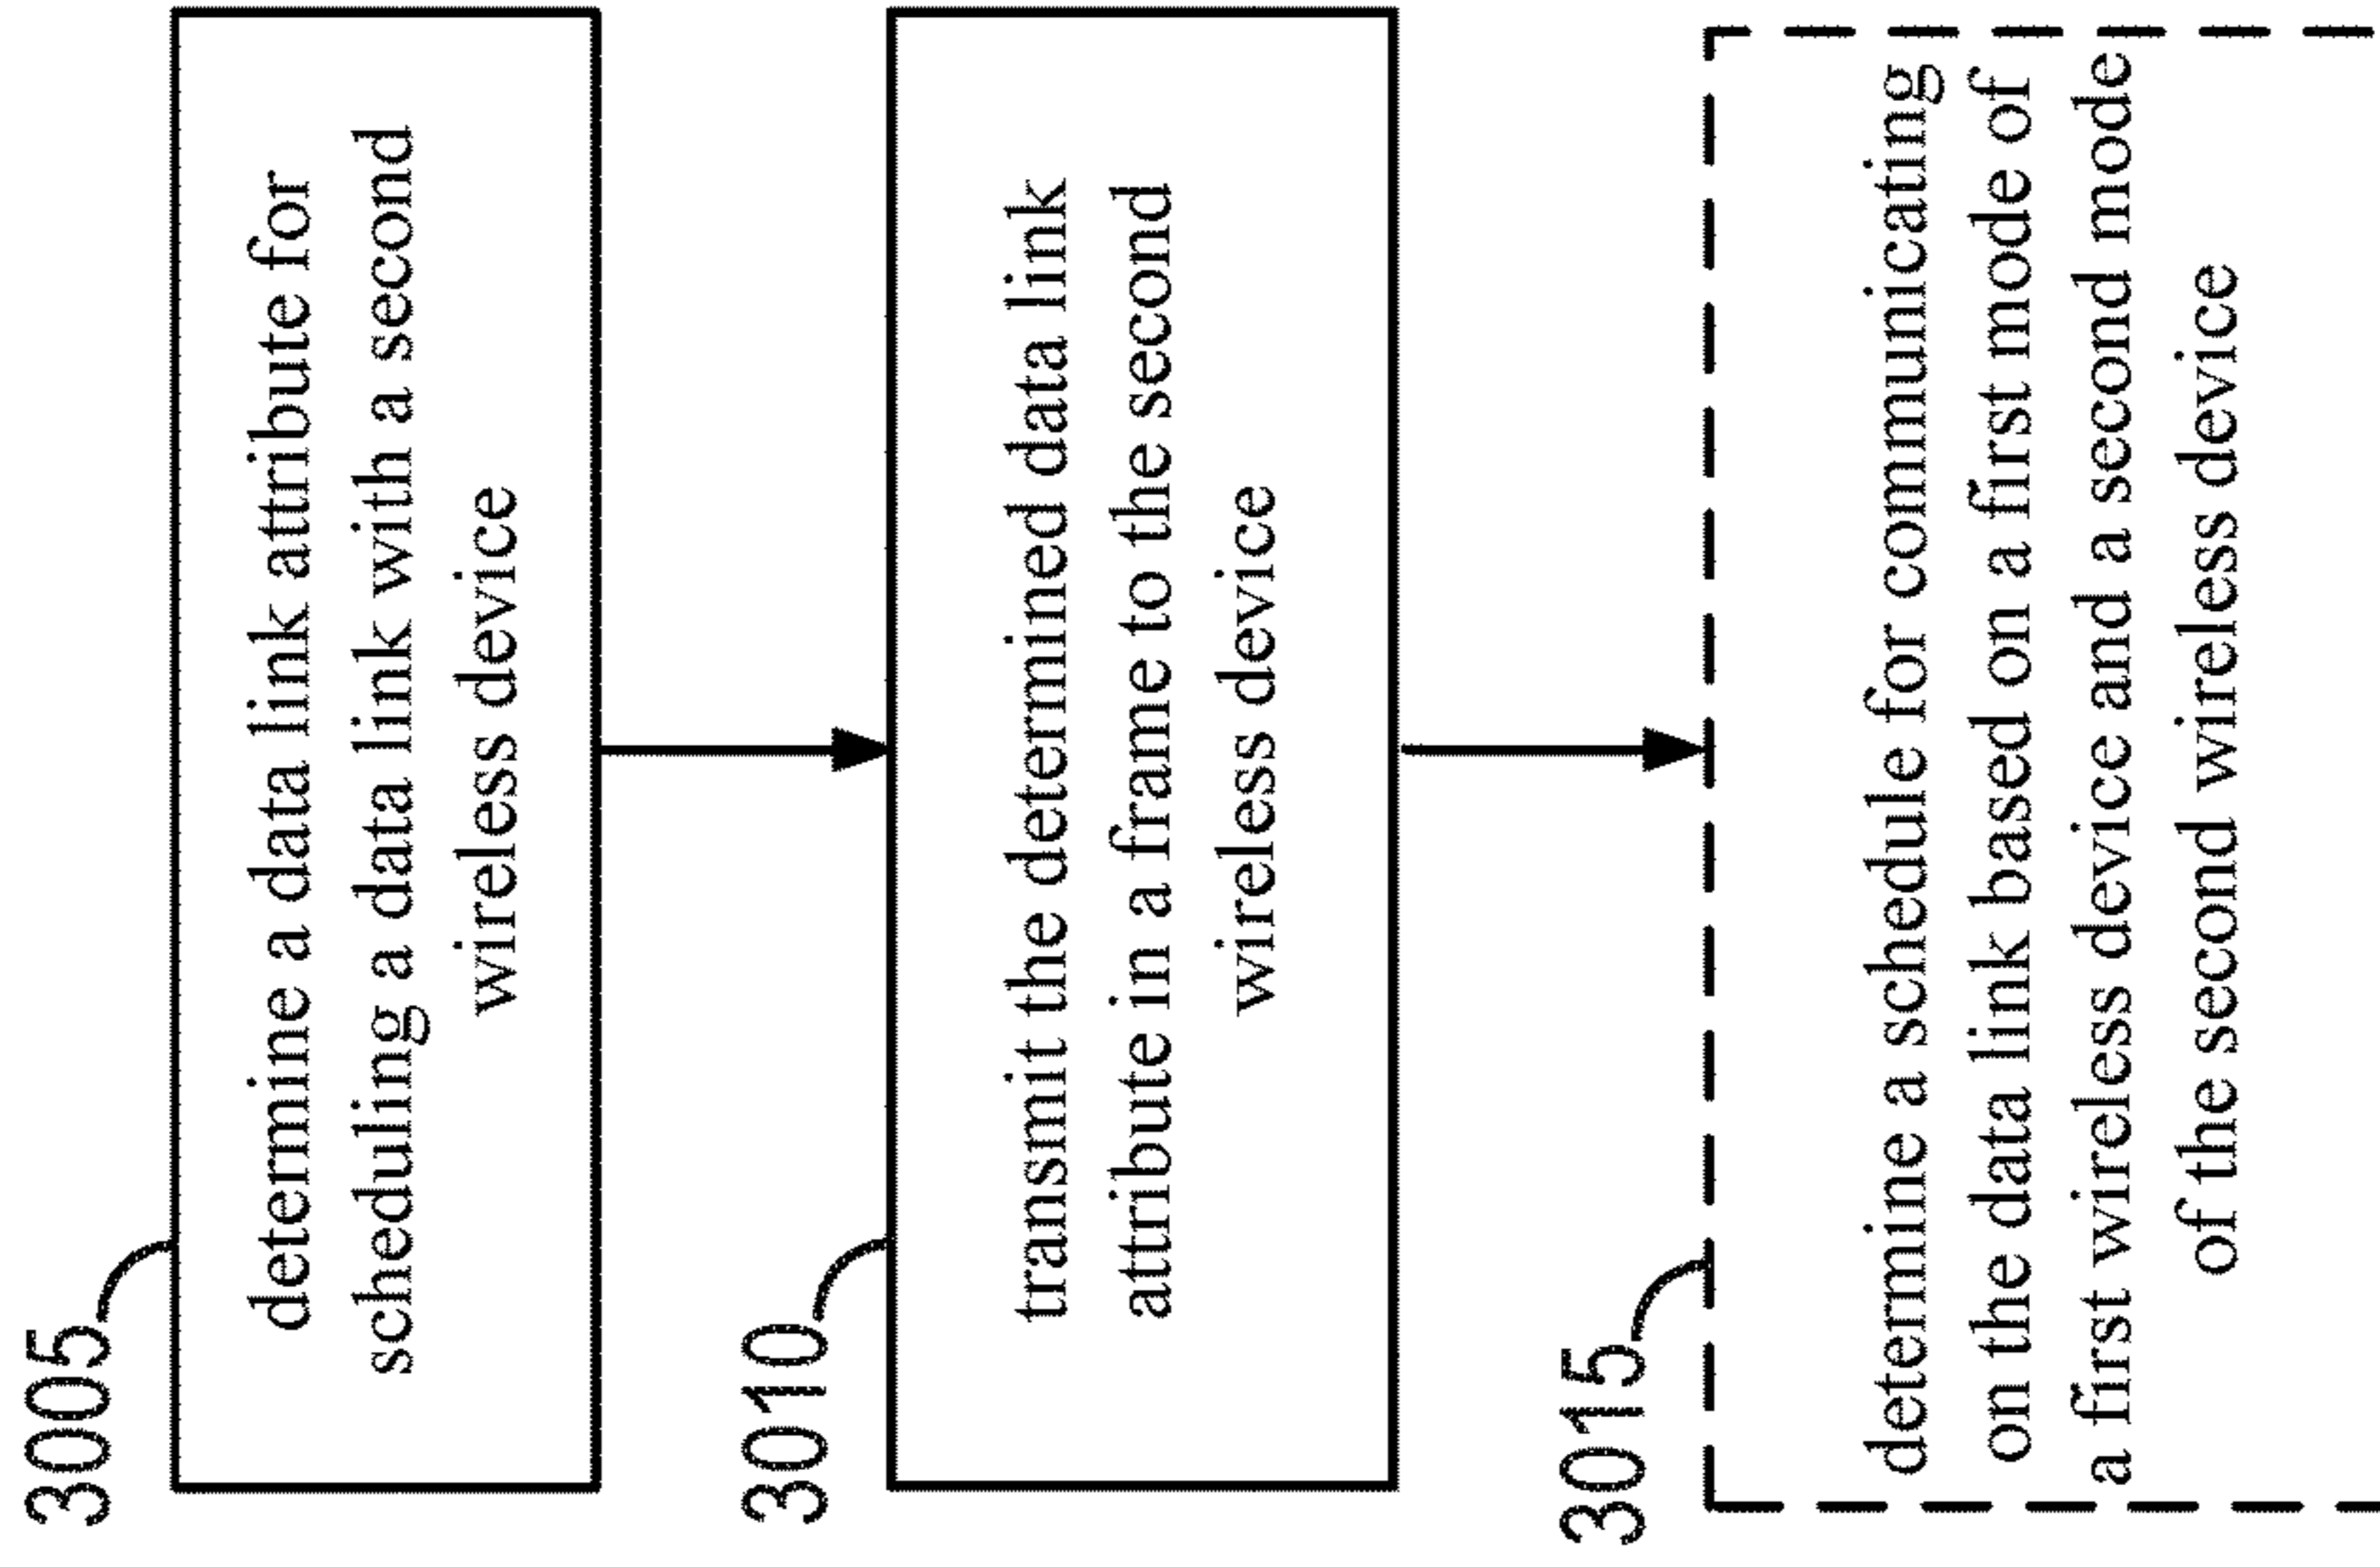 3005
determine a data link attribute for
scheduling a data link with a second
wireless device
3010
transmit the determined data link
attribute in a frame to the second
wireless device
3015
determine a schedule for communicating
on the data link based on a first mode of
a first wireless device and a second mode
of the second wireless device